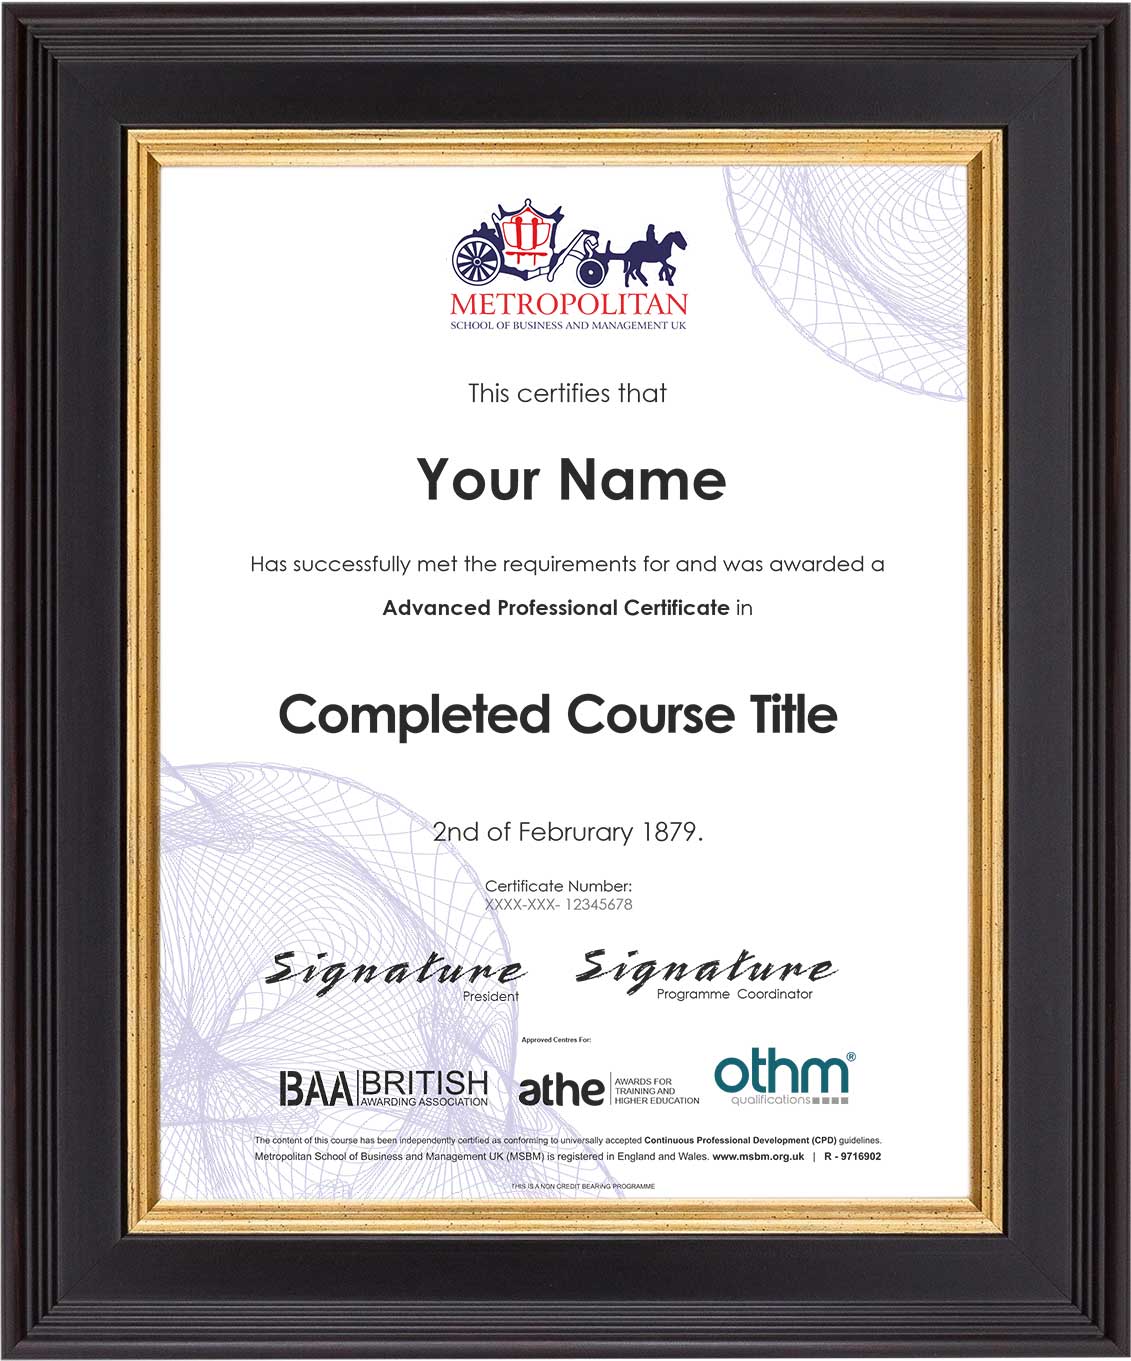 METROPOLITAN
SCHOOL OF BUSINESS AND MANAGEMENT UK
This certifies that
Your Name
Has successfully met the requirements for and was awarded a
Advanced Professional Certificate in
Completed Course Title
2nd of Februrary 1879.
Certificate Number:
XXXX-XXX- 12345678
Signature Signature
President Programme Coordinator
Approved Centres For:
BAA BRITISH
AWARDING ASSOCIATION
athe AWARDS FOR
TRAINING AND
HIGHER EDUCATION
othm®
qualifications
The content of this course has been independently certified as conforming to universally accepted Continuous Professional Development (CPD) guidelines.
Metropolitan School of Business and Management UK (MSBM) is registered in England and Wales. www.msbm.org.uk | R - 9716902
THIS IS A NON CREDIT BEARING PROGRAMME